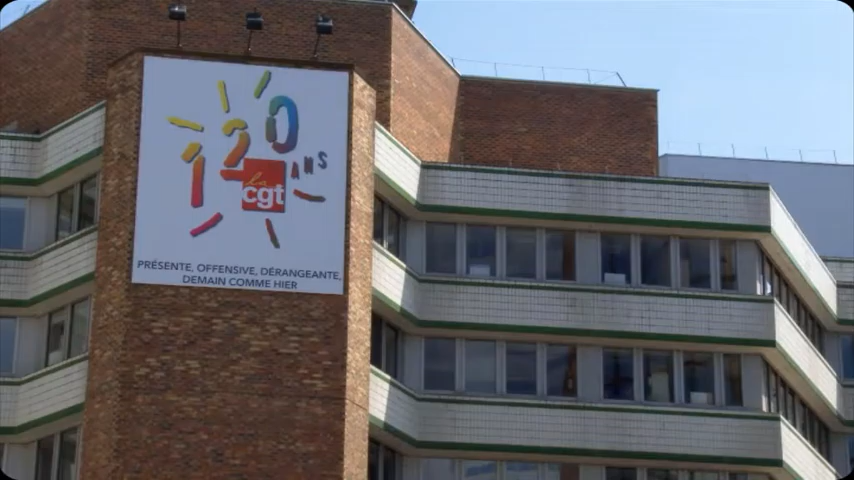 120
ANS
la
cgt
PRÉSENTE, OFFENSIVE, DÉRANGEANTE,
DEMAIN COMME HIER